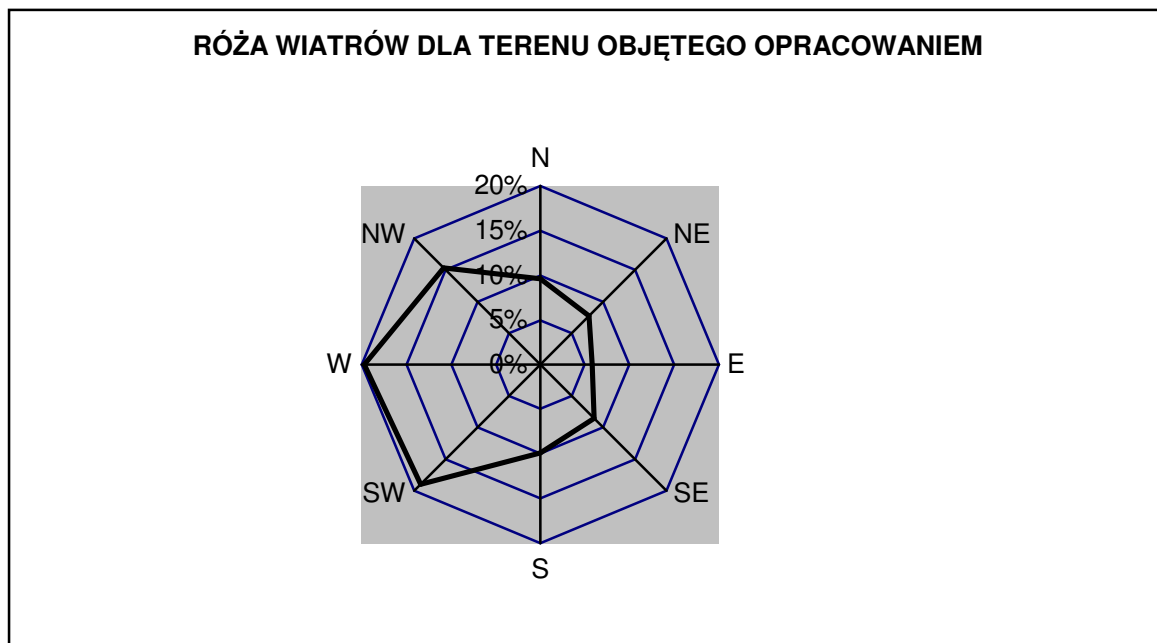 RÓŻA WIATRÓW DLA TERENU OBJĘTEGO OPRACOWANIEM
N
20%
15%
NW
NE
10%
5%
W
0%
E
SW
SE
S